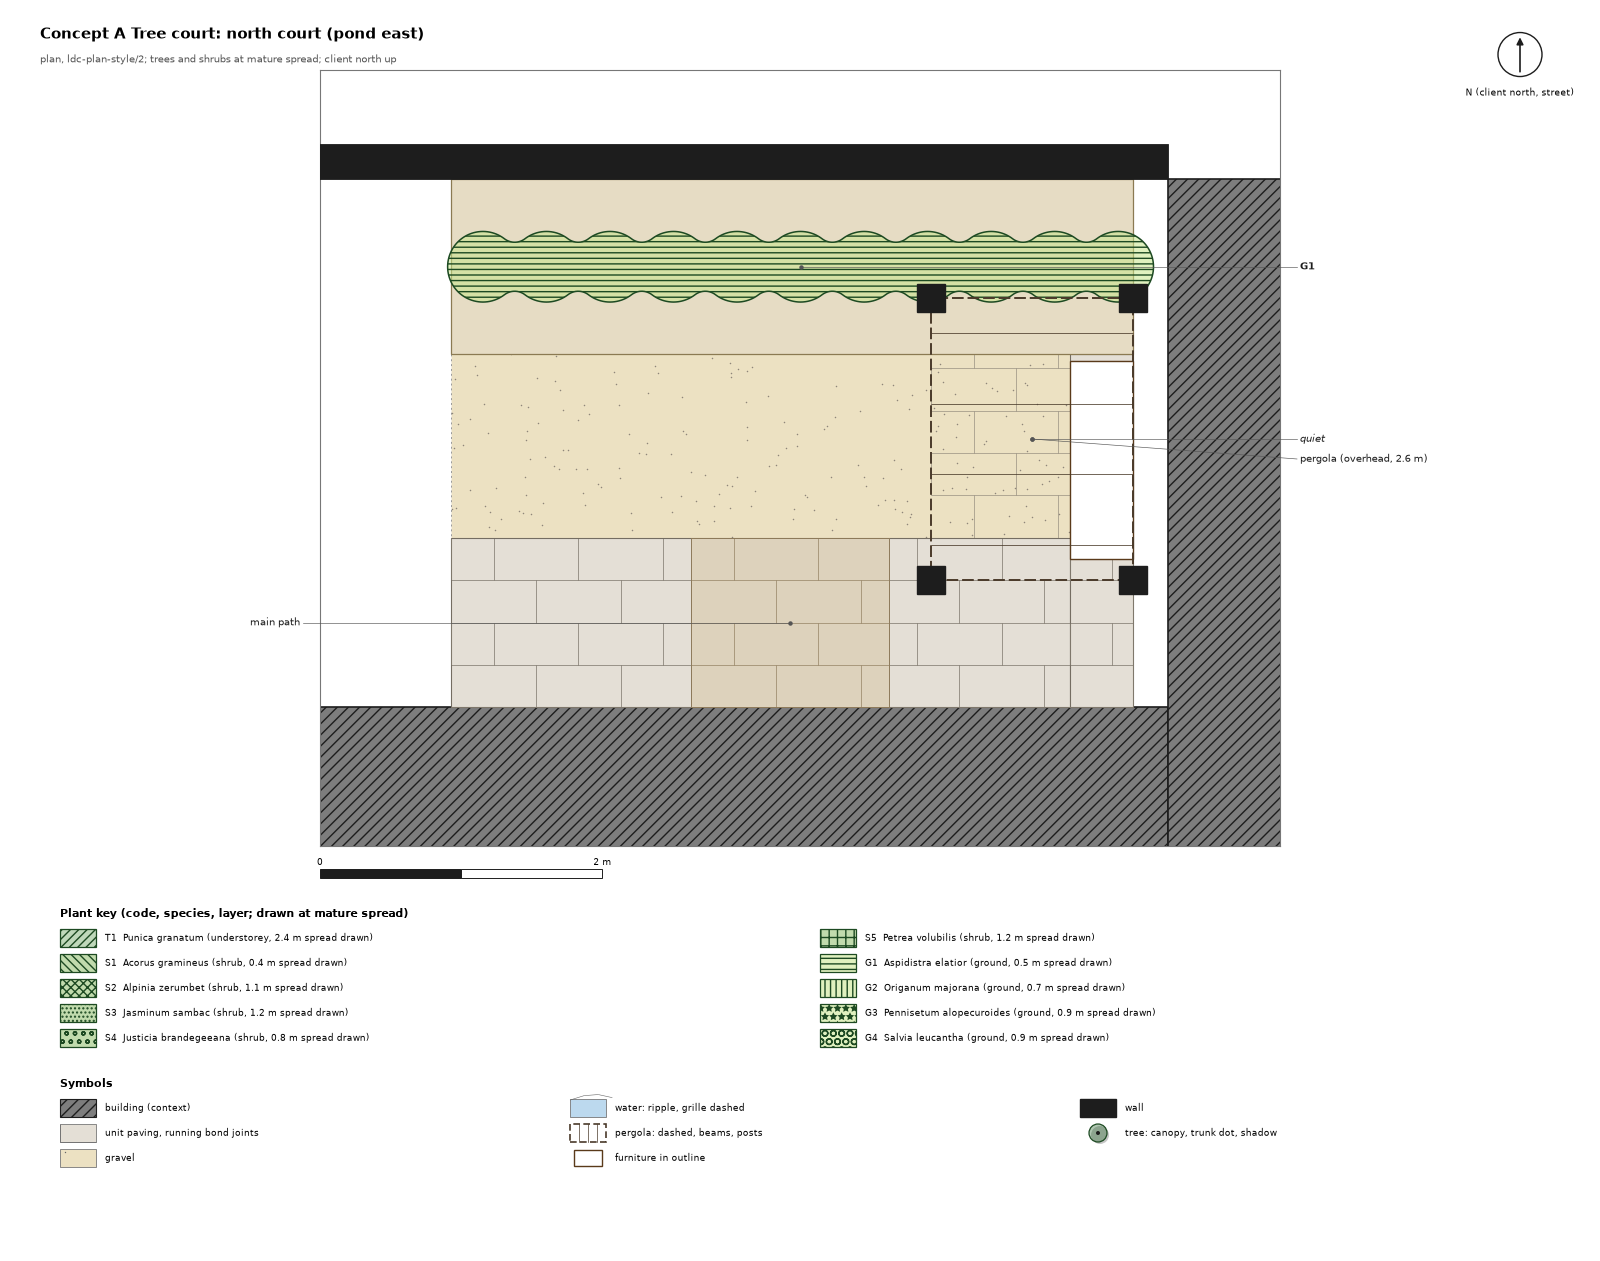 Concept A Tree court: north court (pond east)
plan, ldc-plan-style/2; trees and shrubs at mature spread; client north up
N (client north, street)
G1
quiet
pergola (overhead, 2.6 m)
main path
0
2 m
Plant key (code, species, layer; drawn at mature spread)
T1 Punica granatum (understorey, 2.4 m spread drawn)
S1 Acorus gramineus (shrub, 0.4 m spread drawn)
S2 Alpinia zerumbet (shrub, 1.1 m spread drawn)
S3 Jasminum sambac (shrub, 1.2 m spread drawn)
S4 Justicia brandegeeana (shrub, 0.8 m spread drawn)
S5 Petrea volubilis (shrub, 1.2 m spread drawn)
G1 Aspidistra elatior (ground, 0.5 m spread drawn)
G2 Origanum majorana (ground, 0.7 m spread drawn)
G3 Pennisetum alopecuroides (ground, 0.9 m spread drawn)
G4 Salvia leucantha (ground, 0.9 m spread drawn)
Symbols
building (context)
unit paving, running bond joints
gravel
water: ripple, grille dashed
pergola: dashed, beams, posts
furniture in outline
wall
tree: canopy, trunk dot, shadow